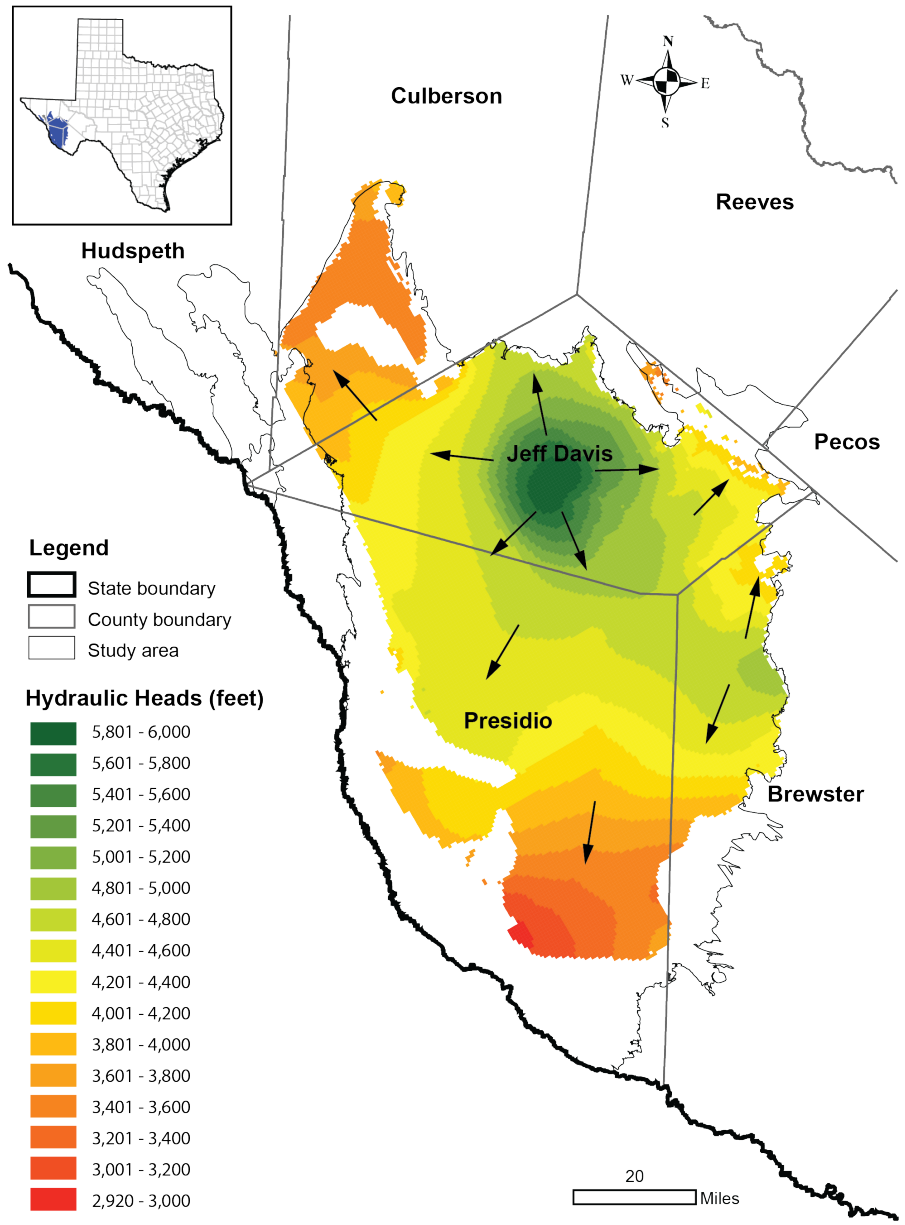 Culberson
N
W
E
S
Reeves
Hudspeth
Jeff Davis
Pecos
Legend
State boundary
County boundary
Study area
Hydraulic Heads (feet)
5,801 - 6,000
5,601 - 5,800
5,401 - 5,600
5,201 - 5,400
5,001 - 5,200
4,801 - 5,000
4,601 - 4,800
4,401 - 4,600
4,201 - 4,400
4,001 - 4,200
3,801 - 4,000
3,601 - 3,800
3,401 - 3,600
3,201 - 3,400
3,001 - 3,200
2,920 - 3,000
Presidio
Brewster
20
Miles